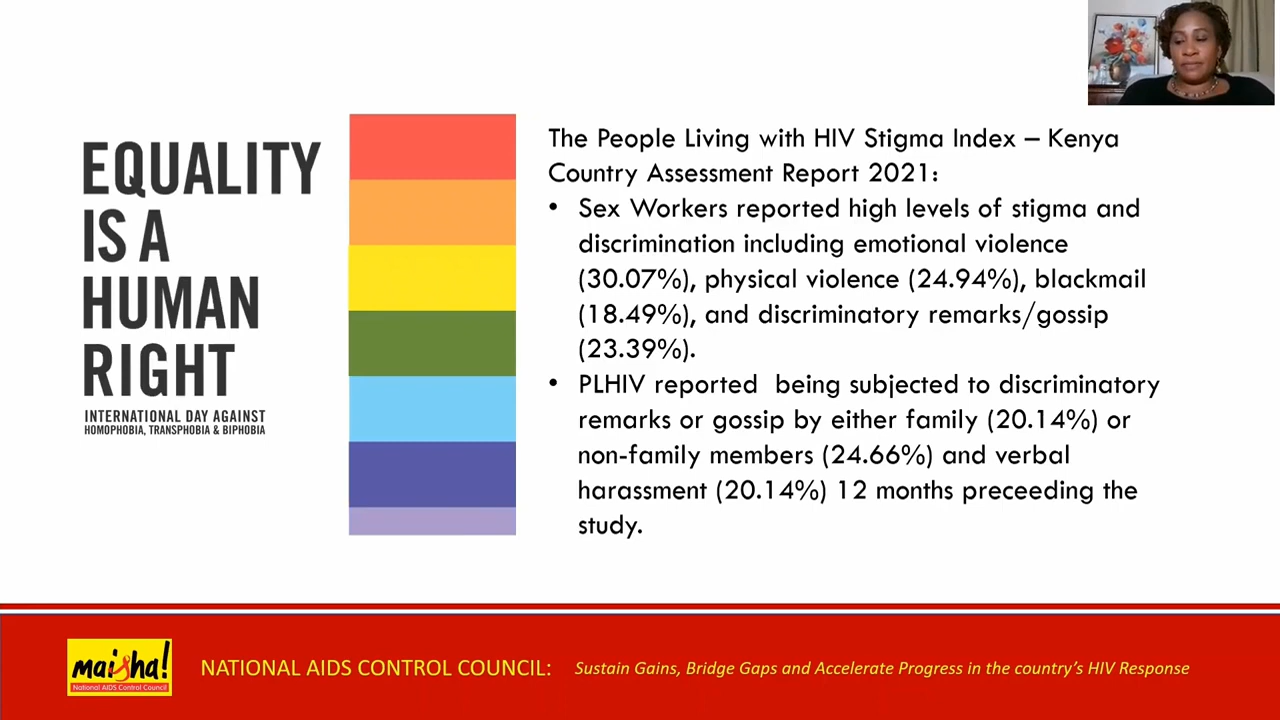 EQUALITY
IS A
HUMAN
RIGHT
INTERNATIONAL DAY AGAINST
HOMOPHOBIA, TRANSPHOBIA & BIPHOBIA
The People Living with HIV Stigma Index – Kenya
Country Assessment Report 2021:
• Sex Workers reported high levels of stigma and
discrimination including emotional violence
(30.07%), physical violence (24.94%), blackmail
(18.49%), and discriminatory remarks/gossip
(23.39%).
• PLHIV reported  being subjected to discriminatory
remarks or gossip by either family (20.14%) or
non-family members (24.66%) and verbal
harassment (20.14%) 12 months preceeding the
study.
maisha!
National AIDS Control Council
NATIONAL AIDS CONTROL COUNCIL: Sustain Gains, Bridge Gaps and Accelerate Progress in the country's HIV Response